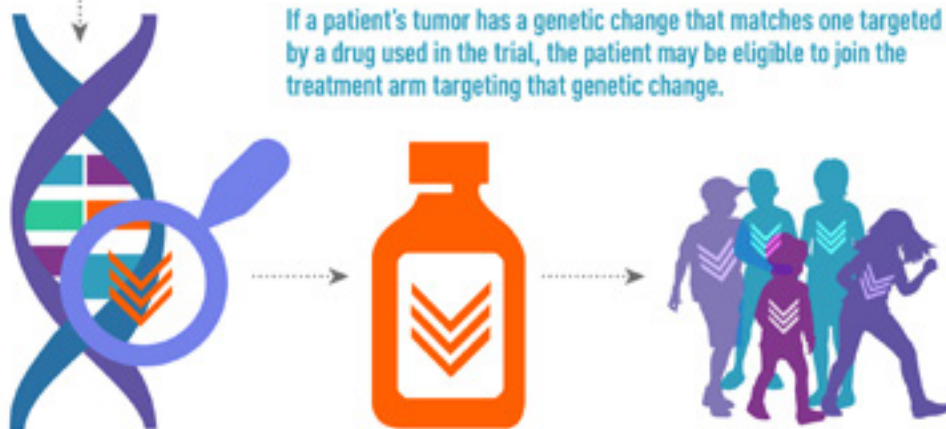 If a patient's tumor has a genetic change that matches one targeted
by a drug used in the trial, the patient may be eligible to join the
treatment arm targeting that genetic change.